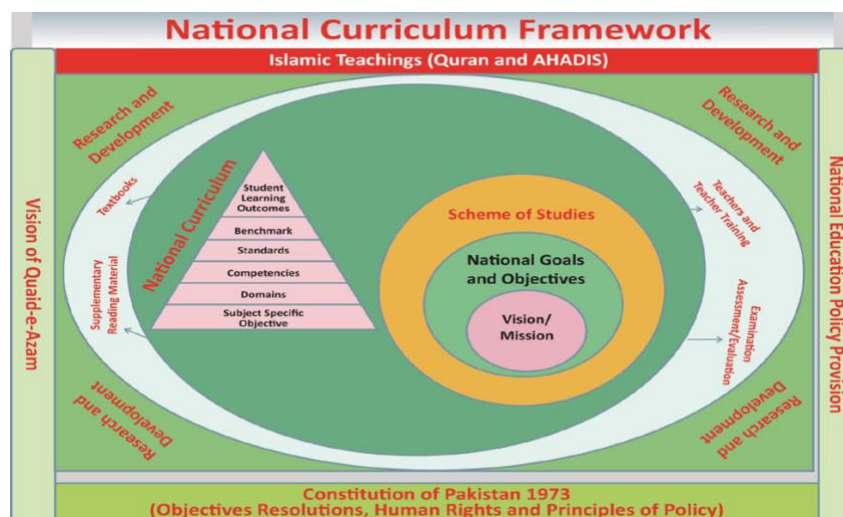 National Curriculum Framework
Islamic Teachings (Quran and AHADIS)
Vision of Quaid-e-Azam
Research and
Development
Research and
Development
Textbooks
Supplementary
Reading Material
National Curriculum
Student
Learning
Outcomes
Benchmark
Standards
Competencies
Domains
Subject Specific
Objective
Scheme of Studies
National Goals
and Objectives
Vision/
Mission
Teachers and
Teacher Training
Examination
Assessment/Evaluation
National Education Policy Provision
Research and
Development
Research and
Development
Constitution of Pakistan 1973
(Objectives Resolutions, Human Rights and Principles of Policy)